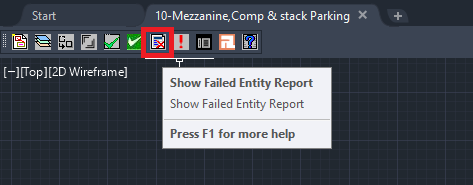 Start
10-Mezzanine,Comp & stack Parking
[−][Top][2D Wireframe]
Show Failed Entity Report
Show Failed Entity Report
Press F1 for more help